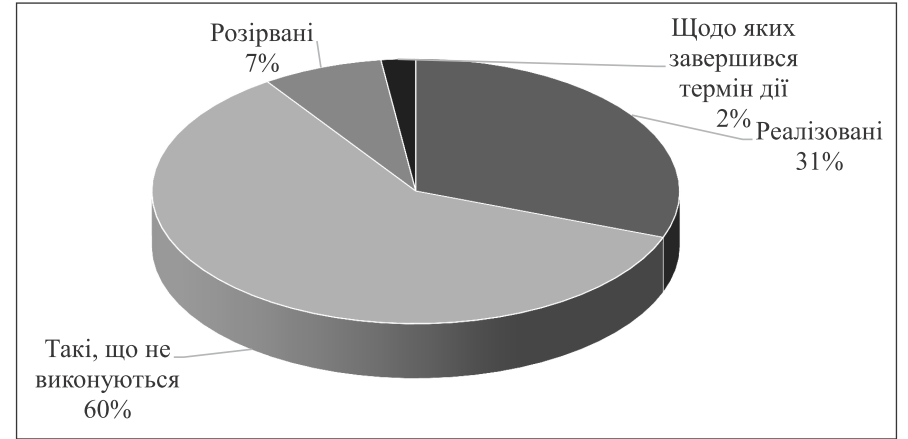 Розірвані
7%
Щодо яких
завершився
термін дії
2%
Реалізовані
31%
Такі, що не
виконуються
60%